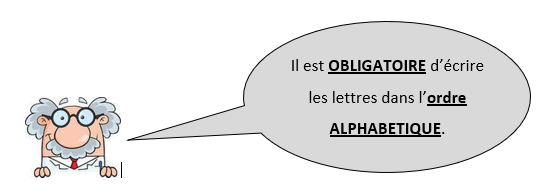 Il est OBLIGATOIRE d’écrire
les lettres dans l’ordre
ALPHABETIQUE.